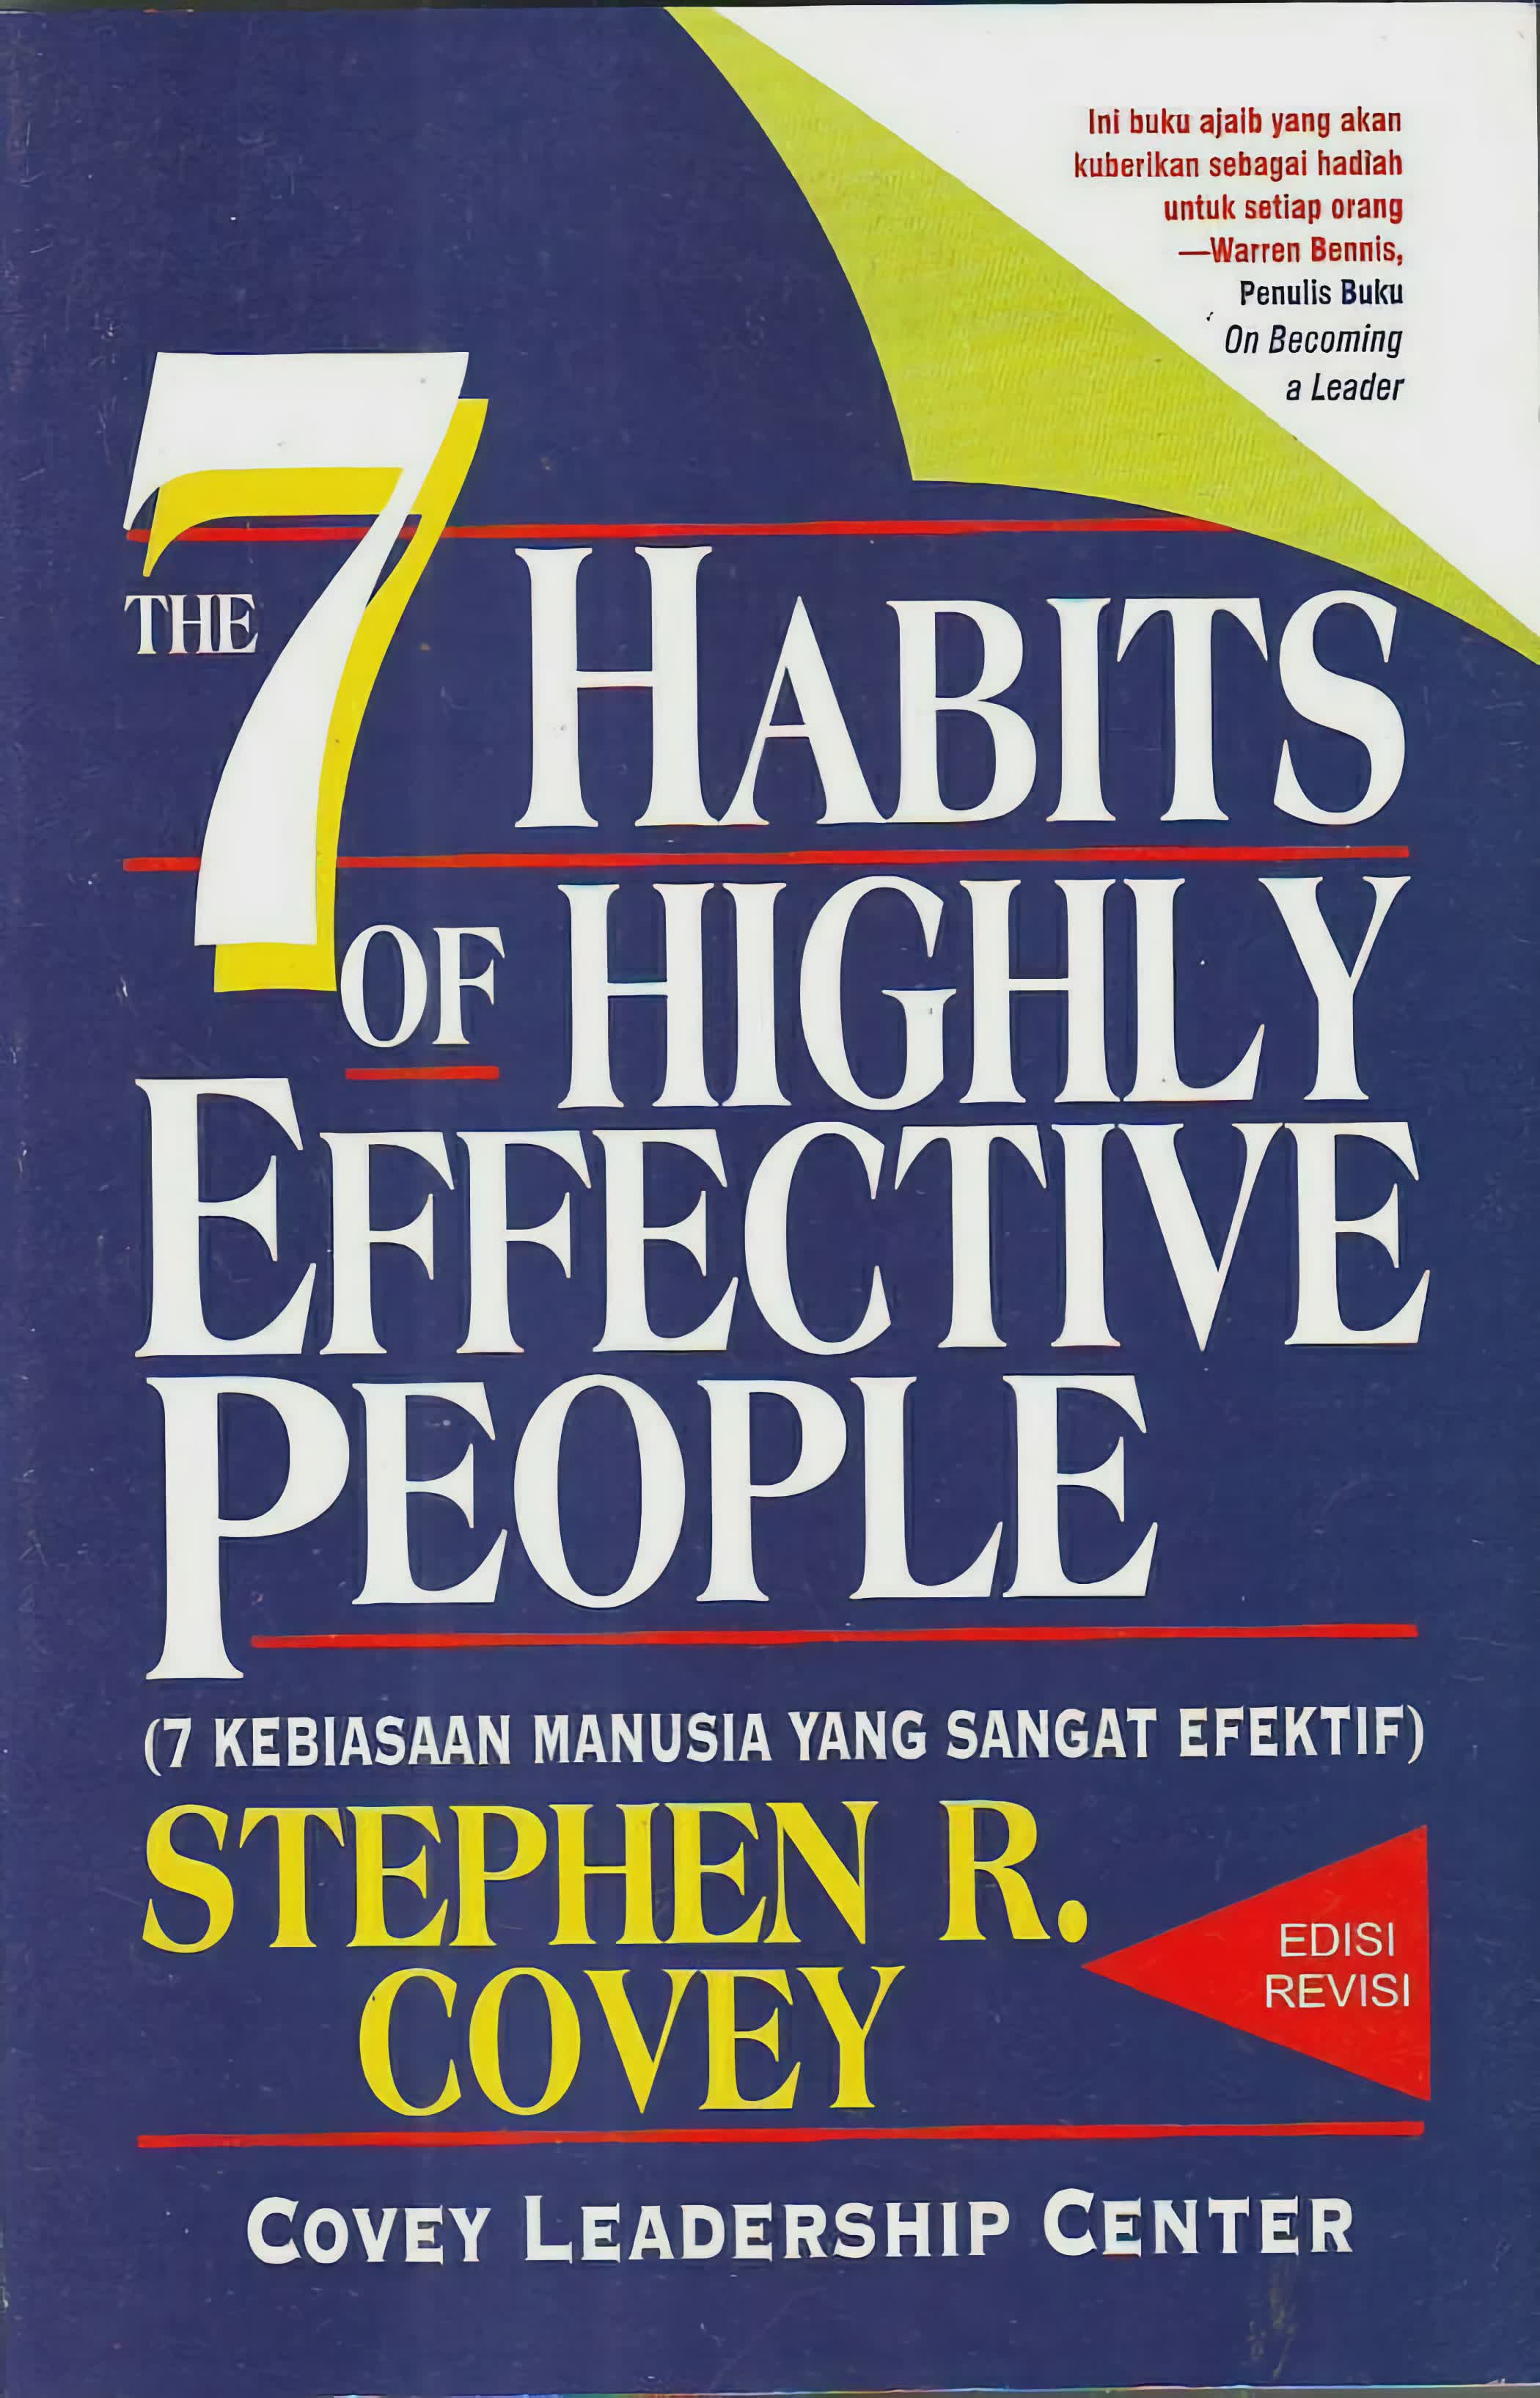 Ini buku ajaib yang akan
kuberikan sebagai hadiah
untuk setiap orang
—Warren Bennis,
Penulis Buku
On Becoming
a Leader
THE 7 HABITS
OF HIGHLY
EFFECTIVE
PEOPLE
(7 KEBIASAAN MANUSIA YANG SANGAT EFEKTIF)
STEPHEN R.
COVEY
EDISI
REVISI
COVEY LEADERSHIP CENTER